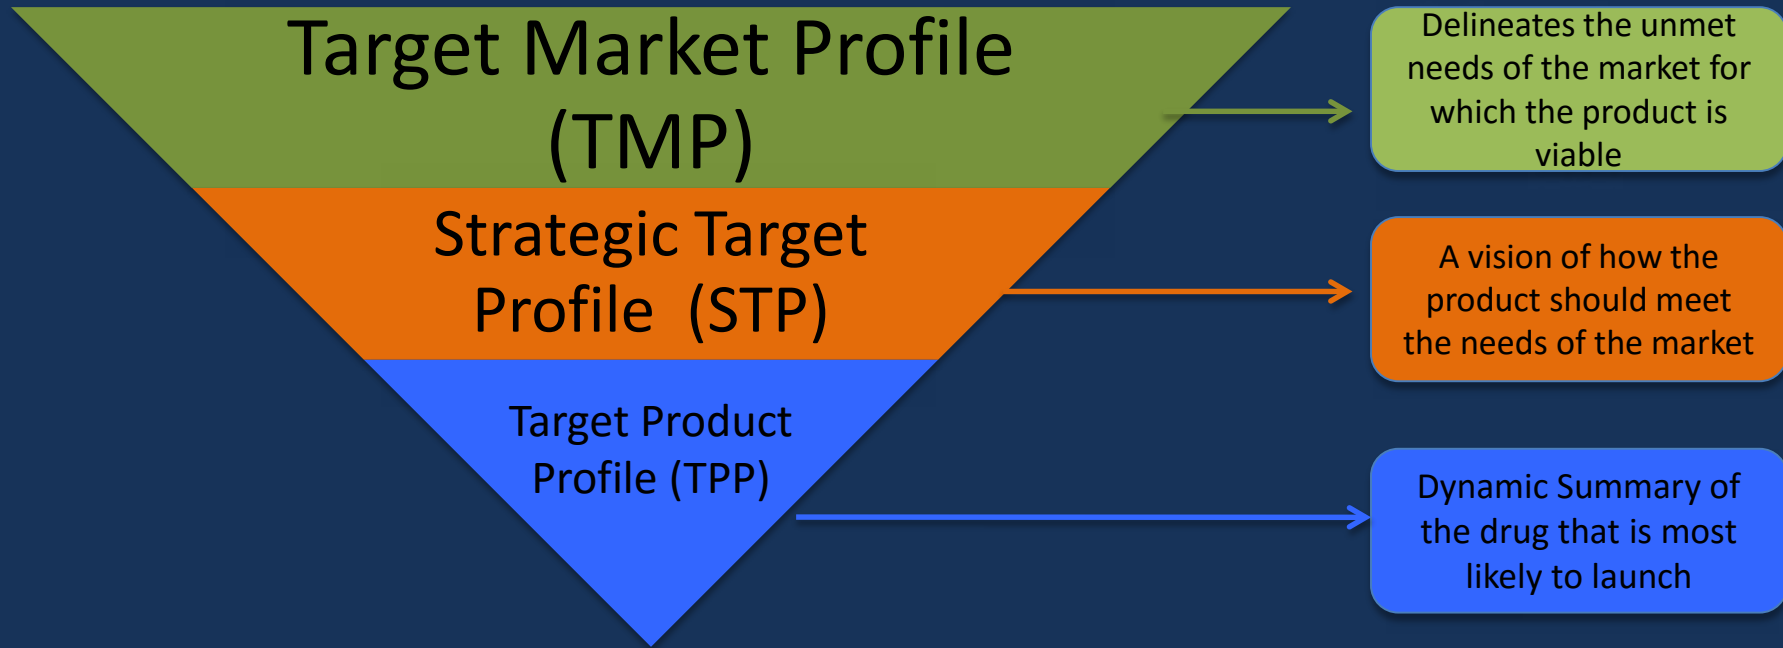 Target Market Profile
(TMP)
Delineates the unmet
needs of the market for
which the product is
viable
Strategic Target
Profile (STP)
A vision of how the
product should meet
the needs of the market
Target Product
Profile (TPP)
Dynamic Summary of
the drug that is most
likely to launch